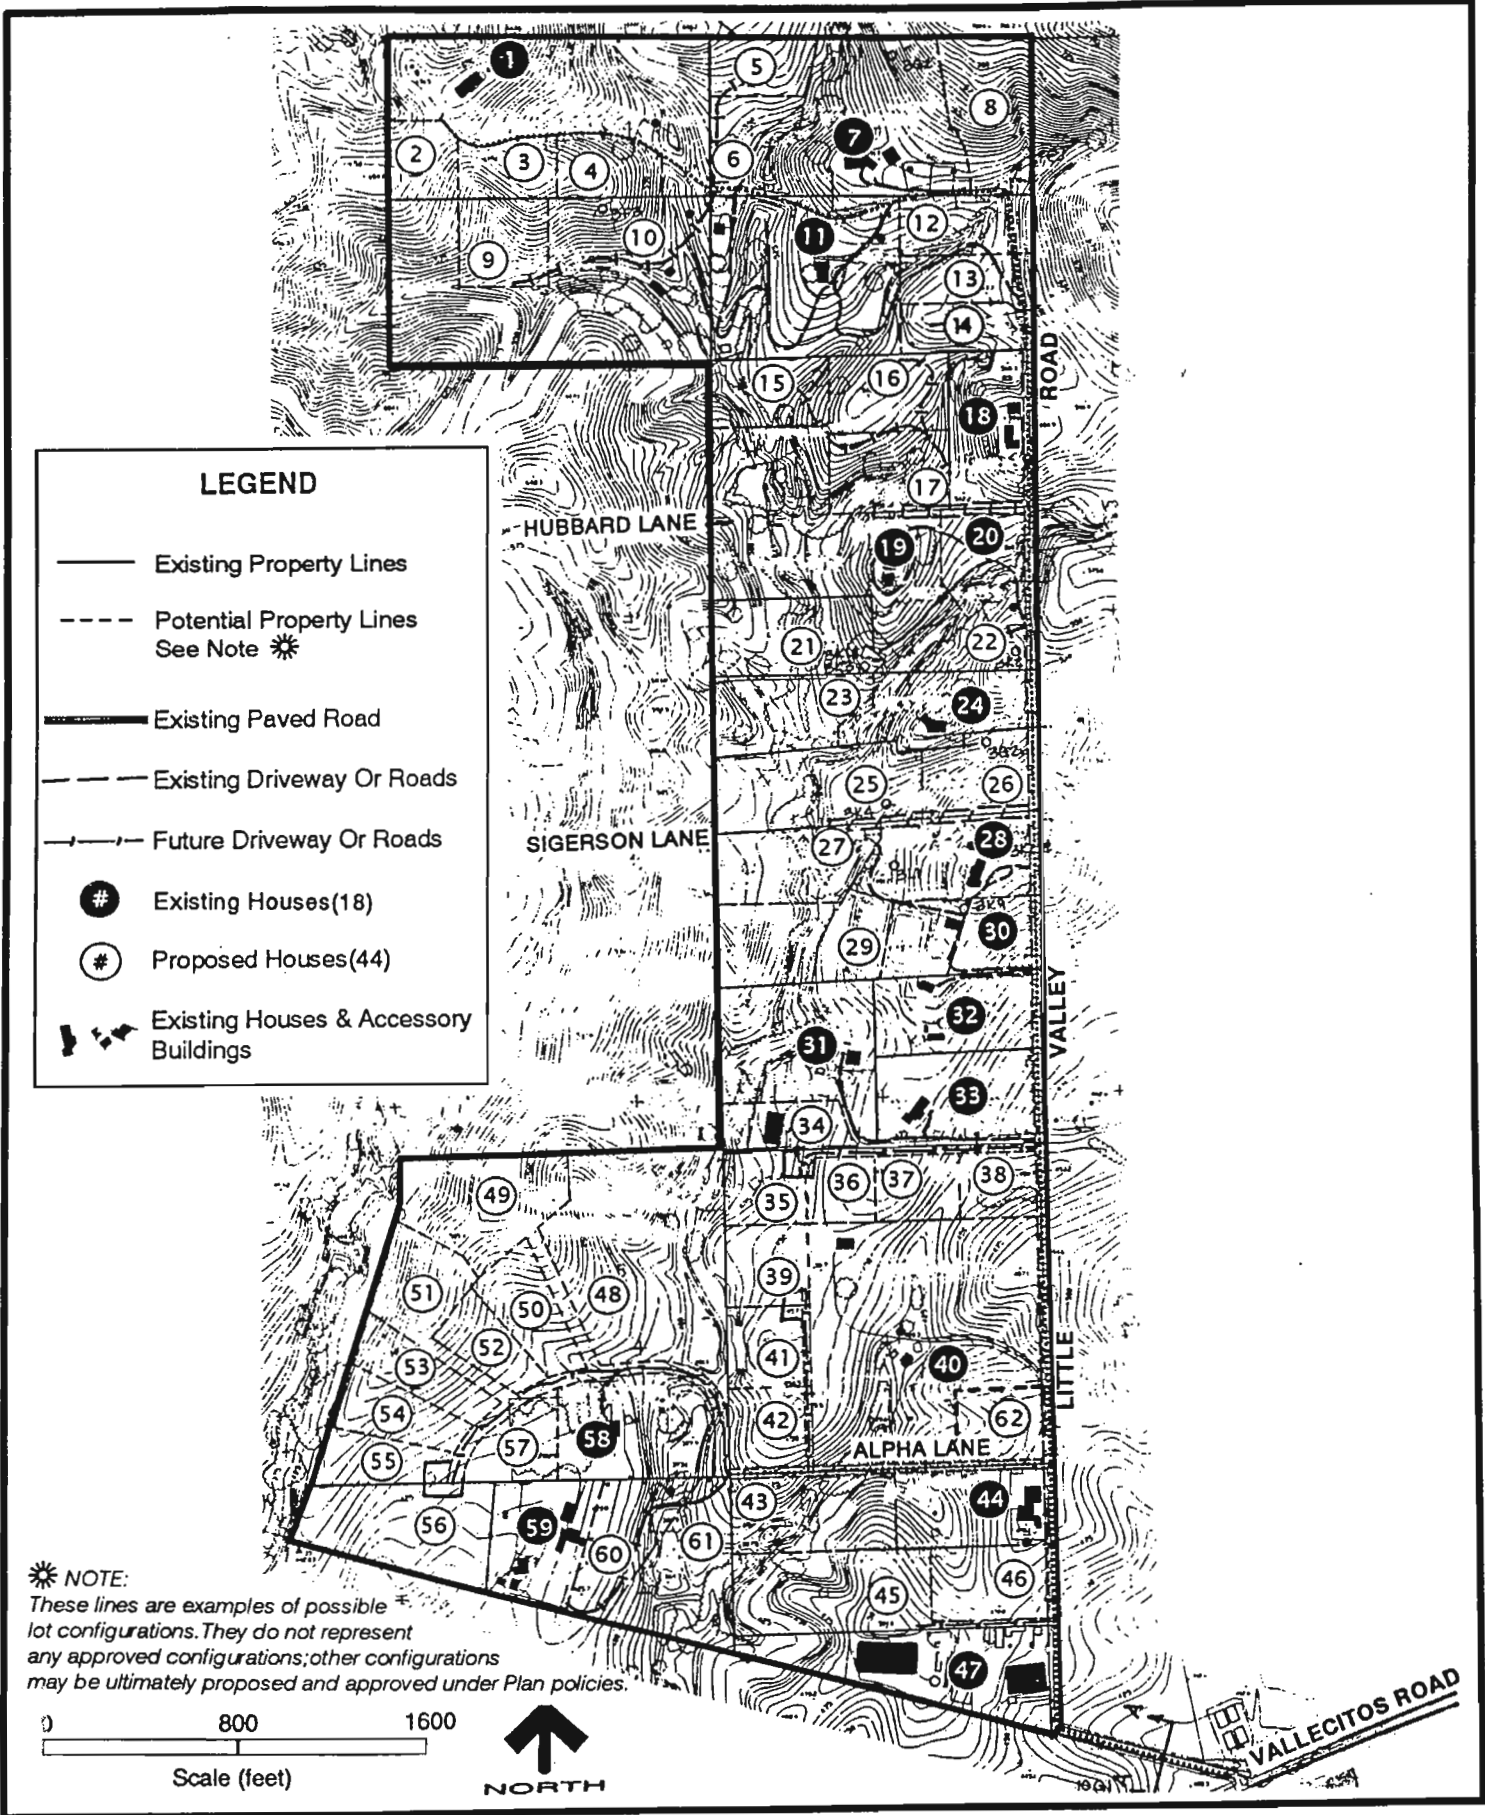 1
5
8
7
2
3
4
6
12
11
10
9
13
14
ROAD
15
16
18
17
LEGEND
HUBBARD LANE
19
20
Existing Property Lines
Potential Property Lines
See Note
21
22
23
24
Existing Paved Road
Existing Driveway Or Roads
25
26
SIGERSON LANE
27
28
Future Driveway Or Roads
# Existing Houses(18)
30
29
# Proposed Houses(44)
VALLEY
32
31
Existing Houses & Accessory
Buildings
33
34
49
35
36
37
38
51
50
48
39
52
53
41
40
LITTLE
54
42
62
57
58
ALPHA LANE
55
43
44
56
59
60
61
45
46
47
NOTE:
These lines are examples of possible
lot configurations. They do not represent
any approved configurations; other configurations
may be ultimately proposed and approved under Plan policies.
0 800 1600
Scale (feet)
NORTH
VALLECITOS ROAD